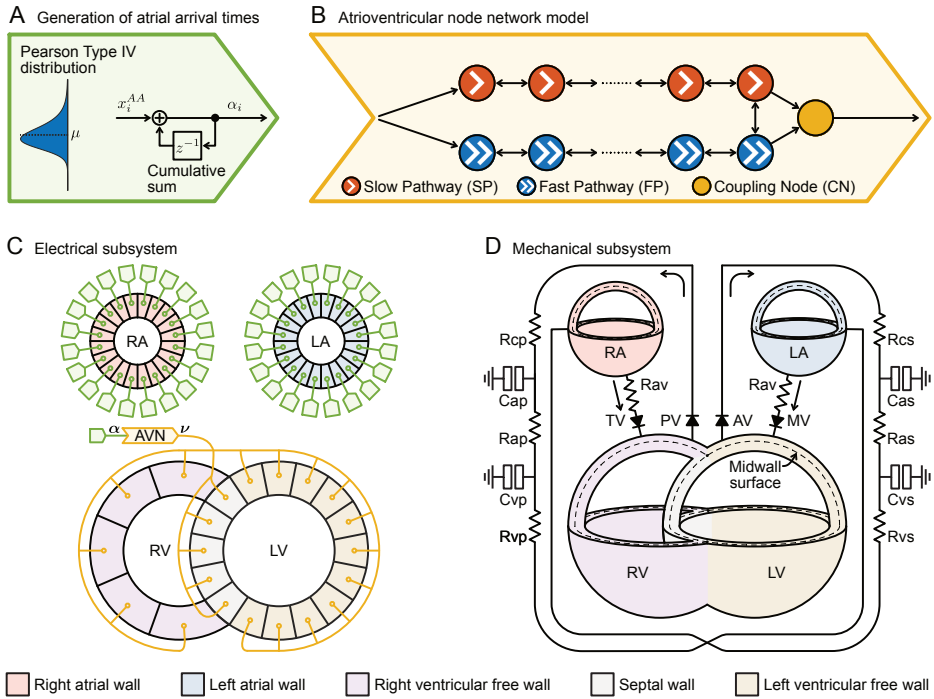 A Generation of atrial arrival times
Pearson Type IV
distribution
μ
x_i^{AA}
α_i
z^{-1}
Cumulative
sum
B Atrioventricular node network model
Slow Pathway (SP) Fast Pathway (FP) Coupling Node (CN)
C Electrical subsystem
RA LA
α AVN ν
RV LV
D Mechanical subsystem
RA LA
Rcp Rcs
Rav Rav
Cap Cas
TV PV AV MV
Rap Ras
Midwall
surface
Cvp Cvs
Rvp Rvs
RV LV
Right atrial wall Left atrial wall Right ventricular free wall Septal wall Left ventricular free wall